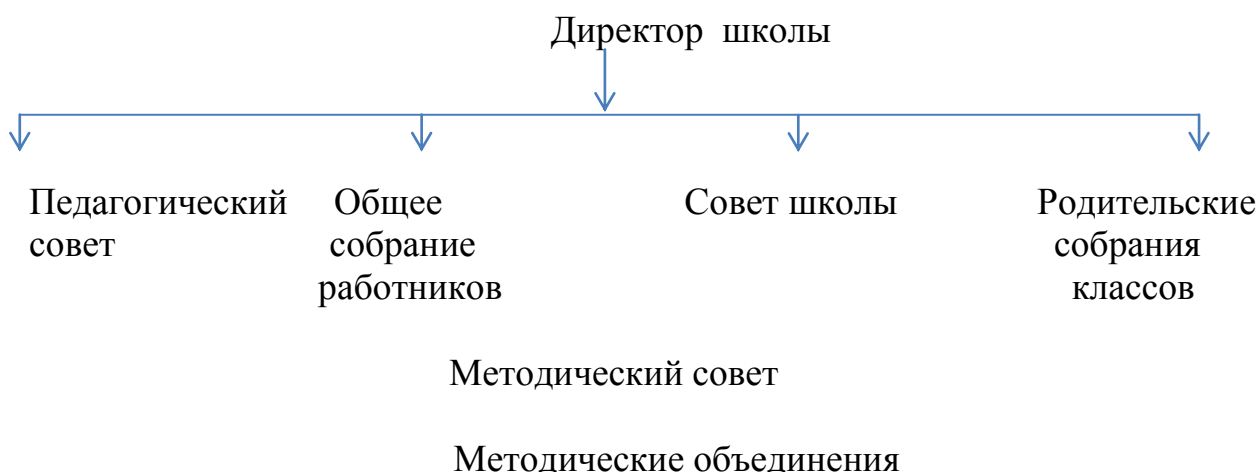 Директор школы
Педагогический совет
Общее собрание работников
Совет школы
Родительские собрания классов
Методический совет
Методические объединения